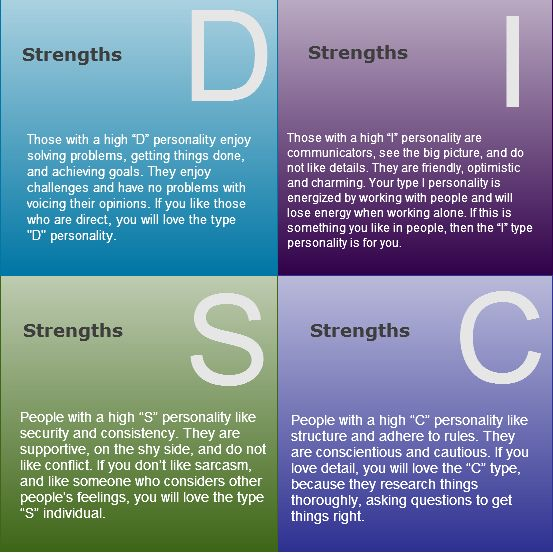 Strengths
D
Those with a high “D” personality enjoy
solving problems, getting things done,
and achieving goals. They enjoy
challenges and have no problems with
voicing their opinions. If you like those
who are direct, you will love the type
"D" personality.
Strengths
I
Those with a high “I” personality are
communicators, see the big picture, and do
not like details. They are friendly, optimistic
and charming. Your type I personality is
energized by working with people and will
lose energy when working alone. If this is
something you like in people, then the “I” type
personality is for you.
Strengths
S
People with a high “S” personality like
security and consistency. They are
supportive, on the shy side, and do not
like conflict. If you don’t like sarcasm,
and like someone who considers other
people’s feelings, you will love the type
“S” individual.
Strengths
C
People with a high “C” personality like
structure and adhere to rules. They
are conscientious and cautious. If you
love detail, you will love the “C” type,
because they research things
thoroughly, asking questions to get
things right.